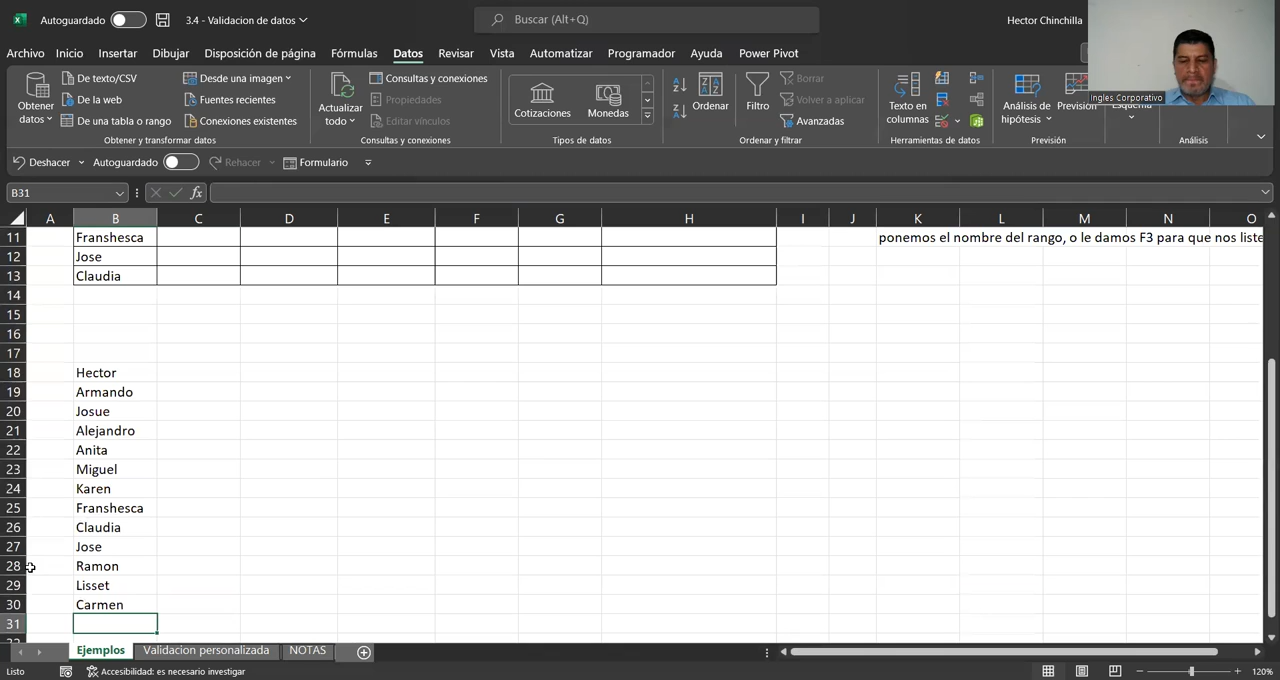 Autoguardado
3.4 - Validacion de datos
Buscar (Alt+Q)
Hector Chinchilla
Archivo Inicio Insertar Dibujar Disposición de página Fórmulas Datos Revisar Vista Automatizar Programador Ayuda Power Pivot
Obtener datos
De texto/CSV
De la web
De una tabla o rango
Desde una imagen
Fuentes recientes
Conexiones existentes
Obtener y transformar datos
Actualizar todo
Consultas y conexiones
Propiedades
Editar vínculos
Consultas y conexiones
Cotizaciones
Monedas
Tipos de datos
Ordenar
Filtro
Borrar
Volver a aplicar
Avanzadas
Ordenar y filtrar
Texto en columnas
Herramientas de datos
Análisis de hipótesis
Previsión
Previsión
Análisis
Ingles Corporativo
Deshacer Autoguardado Rehacer Formulario
B31
fx
A B C D E F G H I J K L M N O
11 Franshesca ponemos el nombre del rango, o le damos F3 para que nos liste
12 Jose
13 Claudia
14
15
16
17
18 Hector
19 Armando
20 Josue
21 Alejandro
22 Anita
23 Miguel
24 Karen
25 Franshesca
26 Claudia
27 Jose
28 Ramon
29 Lisset
30 Carmen
31
Ejemplos Validacion personalizada NOTAS
Listo
Accesibilidad: es necesario investigar
120%